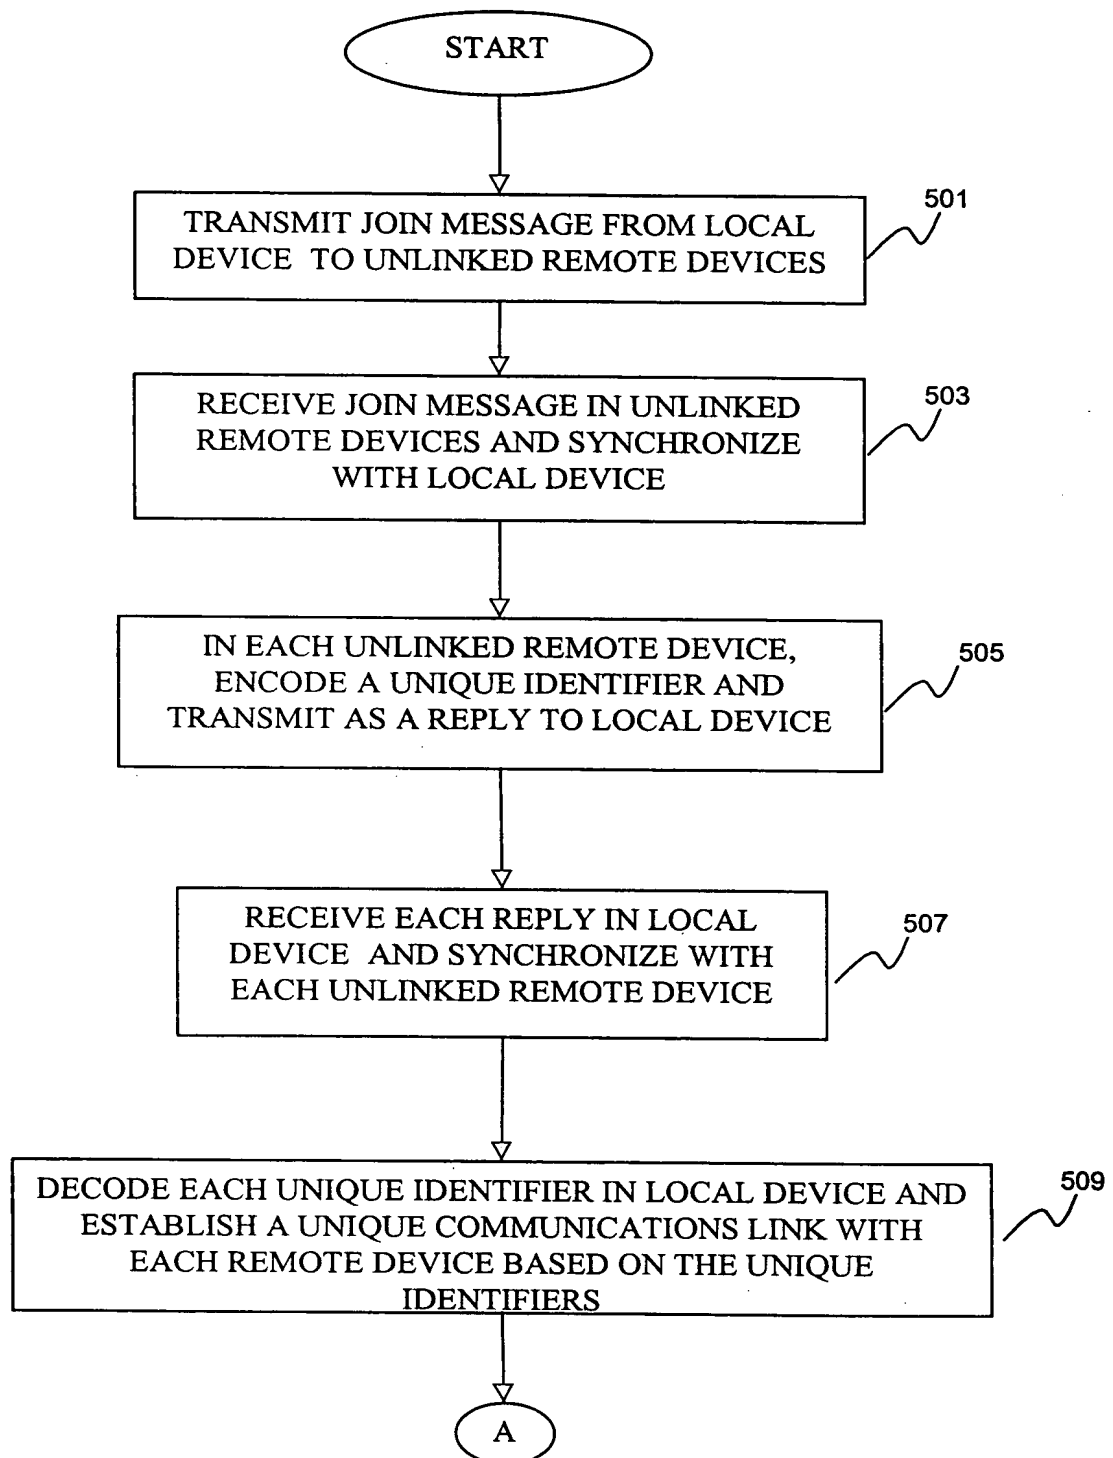 START
501
TRANSMIT JOIN MESSAGE FROM LOCAL
DEVICE TO UNLINKED REMOTE DEVICES
503
RECEIVE JOIN MESSAGE IN UNLINKED
REMOTE DEVICES AND SYNCHRONIZE
WITH LOCAL DEVICE
505
IN EACH UNLINKED REMOTE DEVICE,
ENCODE A UNIQUE IDENTIFIER AND
TRANSMIT AS A REPLY TO LOCAL DEVICE
507
RECEIVE EACH REPLY IN LOCAL
DEVICE AND SYNCHRONIZE WITH
EACH UNLINKED REMOTE DEVICE
509
DECODE EACH UNIQUE IDENTIFIER IN LOCAL DEVICE AND
ESTABLISH A UNIQUE COMMUNICATIONS LINK WITH
EACH REMOTE DEVICE BASED ON THE UNIQUE
IDENTIFIERS
A